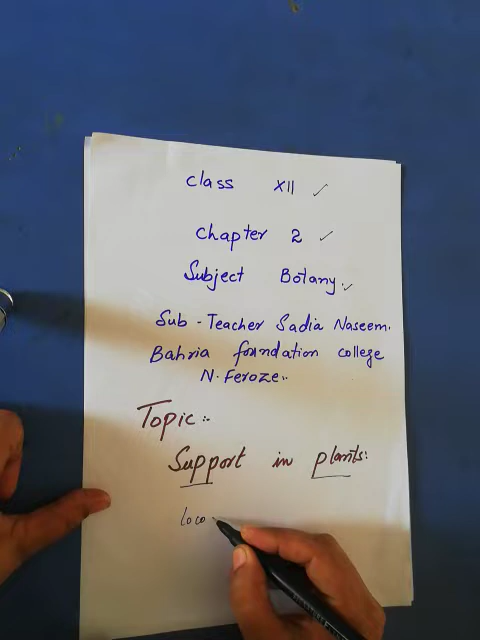 Class XII ✓
Chapter 2 ✓
Subject Botany. ✓
Sub - Teacher Sadia Naseem.
Bahria foundation college
N. Feroze..
Topic :-
Support in plants:
loco